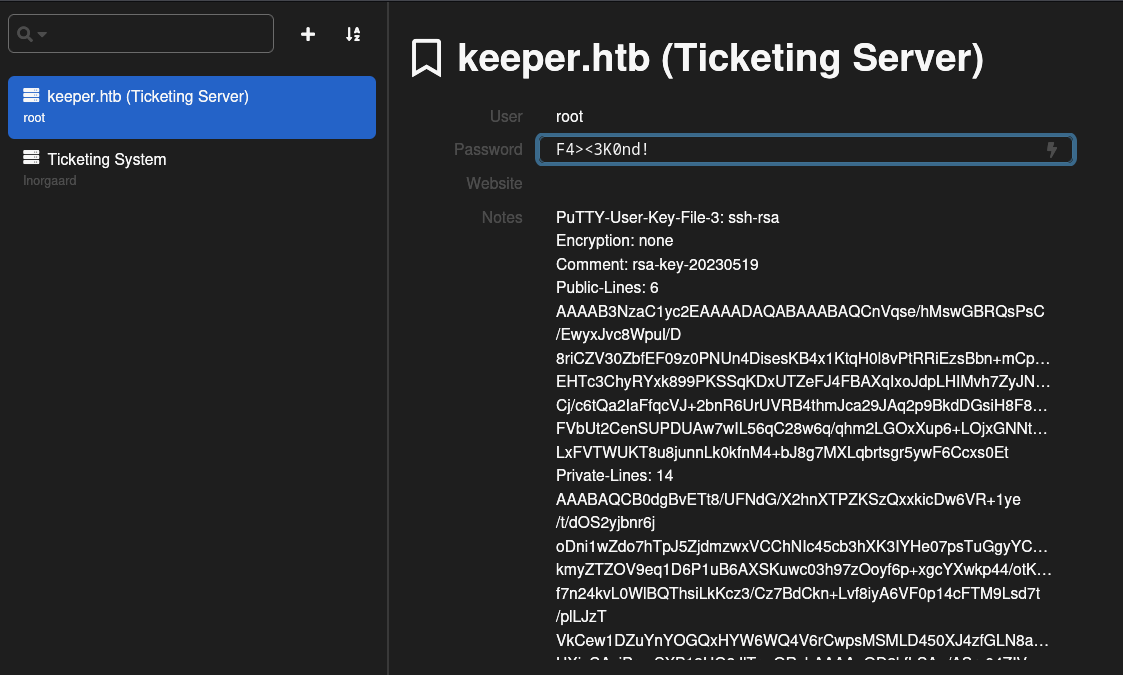 keeper.htb (Ticketing Server)
root
Ticketing System
lnorgaard
keeper.htb (Ticketing Server)
User root
Password F4><3K0nd!
Website
Notes PuTTY-User-Key-File-3: ssh-rsa
Encryption: none
Comment: rsa-key-20230519
Public-Lines: 6
AAAAB3NzaC1yc2EAAAADAQABAAABAQCnVqse/hMswGBRQsPsC
/EwyxJvc8Wpul/D
8riCZV30ZbfEF09z0PNUn4DisesKB4x1KtqH0l8vPtRRiEzsBbn+mCp…
EHTc3ChyRYxk899PKSSqKDxUTZeFJ4FBAXqIxoJdpLHIMvh7ZyJN…
Cj/c6tQa2IaFfqcVJ+2bnR6UrUVRB4thmJca29JAq2p9BkdDGsiH8F8…
FVbUt2CenSUPDUAw7wIL56qC28w6q/qhm2LGOxXup6+LOjxGNNt…
LxFVTWUKT8u8junnLk0kfnM4+bJ8g7MXLqbrtsgr5ywF6Ccxs0Et
Private-Lines: 14
AAABAQCB0dgBvETt8/UFNdG/X2hnXTPZKSzQxxkicDw6VR+1ye
/t/dOS2yjbnr6j
oDni1wZdo7hTpJ5ZjdmzwxVCChNIc45cb3hXK3IYHe07psTuGgyYC…
kmyZTZOV9eq1D6P1uB6AXSKuwc03h97zOoyf6p+xgcYXwkp44/otK…
f7n24kvL0WlBQThsiLkKcz3/Cz7BdCkn+Lvf8iyA6VF0p14cFTM9Lsd7t
/plLJzT
VkCew1DZuYnYOGQxHYW6WQ4V6rCwpsMSMLD450XJ4zfGLN8a…